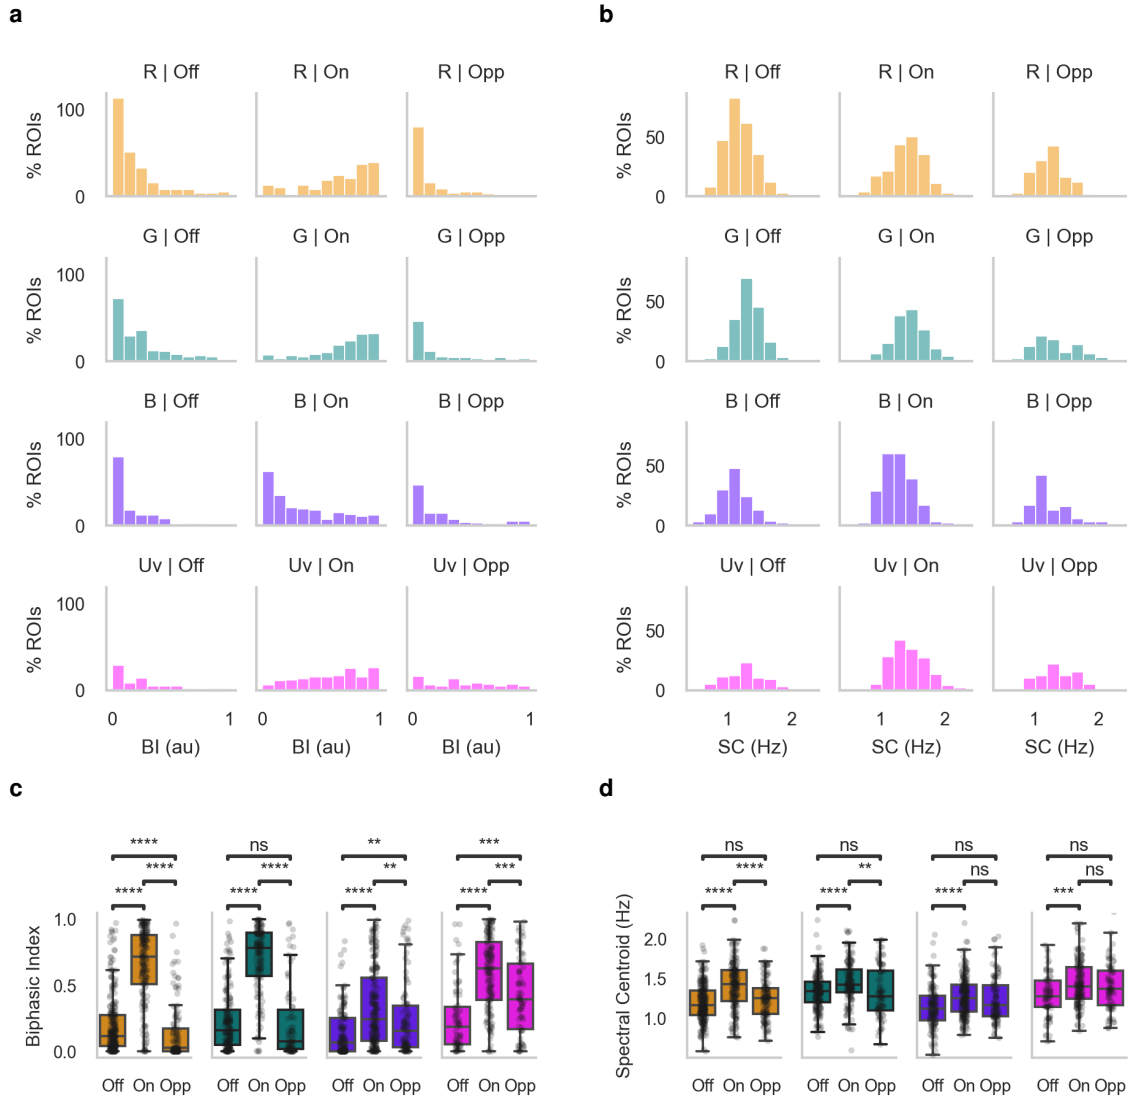 a
b
R | Off
R | On
R | Opp
R | Off
R | On
R | Opp
% ROIs
100
0
% ROIs
50
0
G | Off
G | On
G | Opp
G | Off
G | On
G | Opp
% ROIs
100
0
% ROIs
50
0
B | Off
B | On
B | Opp
B | Off
B | On
B | Opp
% ROIs
100
0
% ROIs
50
0
Uv | Off
Uv | On
Uv | Opp
Uv | Off
Uv | On
Uv | Opp
% ROIs
100
0
% ROIs
50
0
0 1
0 1
0 1
1 2
1 2
1 2
BI (au)
BI (au)
BI (au)
SC (Hz)
SC (Hz)
SC (Hz)
c
d
****
****
****
ns
****
****
**
**
****
***
***
****
ns
****
****
ns
**
****
ns
ns
****
ns
ns
***
Biphasic Index
1.0
0.5
0.0
Spectral Centroid (Hz)
2.0
1.5
1.0
Off On Opp
Off On Opp
Off On Opp
Off On Opp
Off On Opp
Off On Opp
Off On Opp
Off On Opp